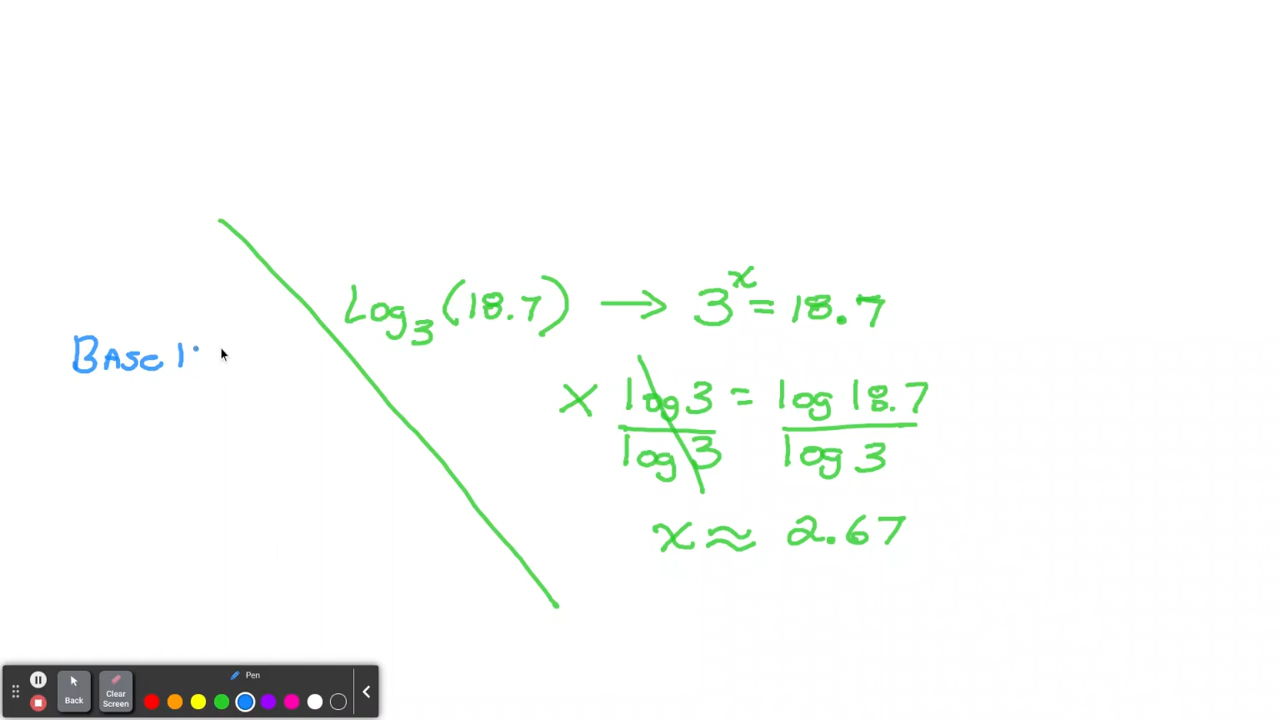 Log₃(18.7) → 3ˣ = 18.7
BASE 1
x log 3 = log 18.7
log 3 log 3
x ≈ 2.67
Pen
Back
Clear Screen